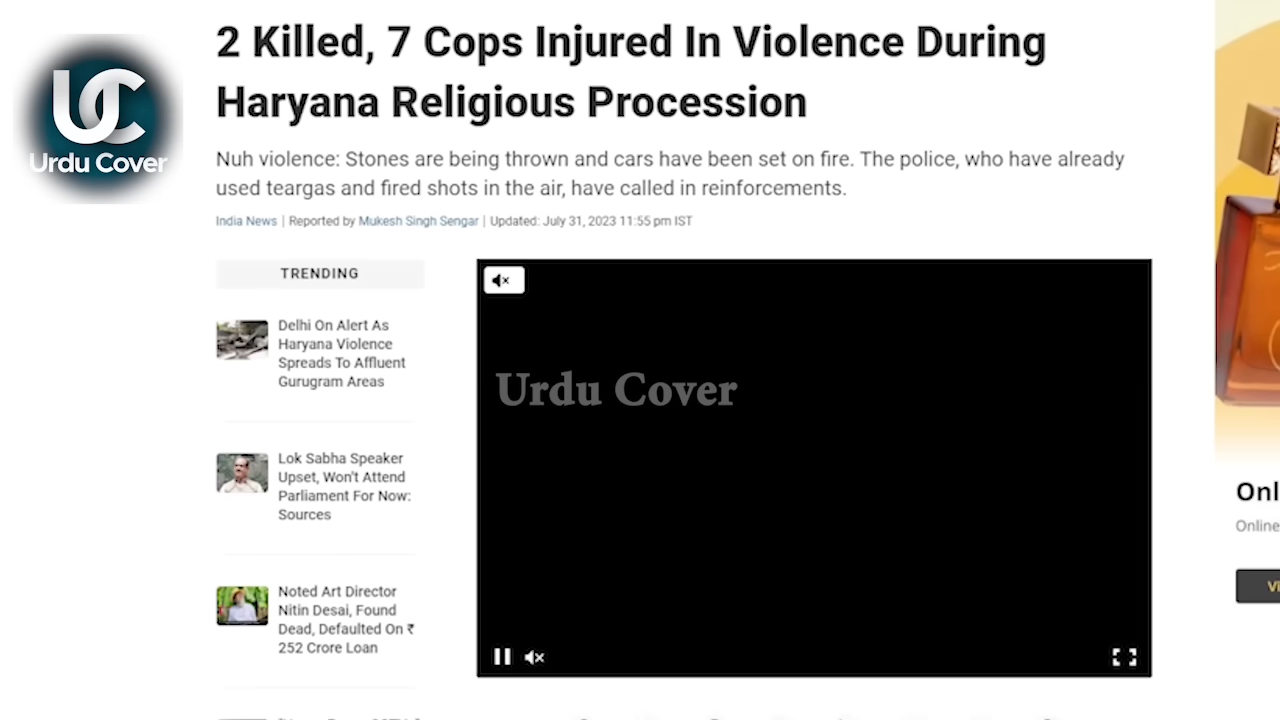 2 Killed, 7 Cops Injured In Violence During
Haryana Religious Procession
UC
Urdu Cover
Nuh violence: Stones are being thrown and cars have been set on fire. The police, who have already
used teargas and fired shots in the air, have called in reinforcements.
India News | Reported by Mukesh Singh Sengar | Updated: July 31, 2023 11:55 pm IST
TRENDING
Delhi On Alert As
Haryana Violence
Spreads To Affluent
Gurugram Areas
Urdu Cover
Lok Sabha Speaker
Upset, Won't Attend
Parliament For Now:
Sources
Onl
Online
Noted Art Director
Nitin Desai, Found
Dead, Defaulted On ₹
252 Crore Loan